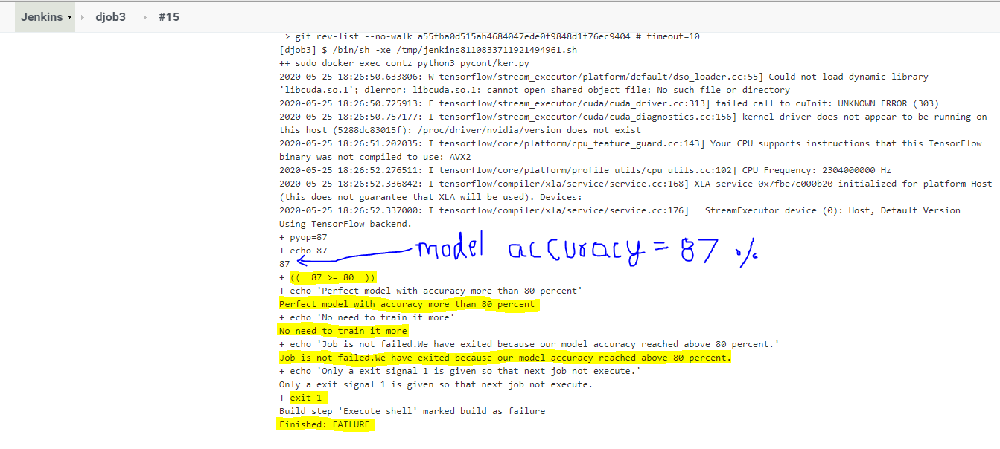 Jenkins djob3 #15
> git rev-list --no-walk a55fba0d515ab4684047ede0f9848d1f76ec9404 # timeout=10
[djob3] $ /bin/sh -xe /tmp/jenkins8110833711921494961.sh
++ sudo docker exec contz python3 pycont/ker.py
2020-05-25 18:26:50.633806: W tensorflow/stream_executor/platform/default/dso_loader.cc:55] Could not load dynamic library
'libcuda.so.1'; dlerror: libcuda.so.1: cannot open shared object file: No such file or directory
2020-05-25 18:26:50.725913: E tensorflow/stream_executor/cuda/cuda_driver.cc:313] failed call to cuInit: UNKNOWN ERROR (303)
2020-05-25 18:26:50.757177: I tensorflow/stream_executor/cuda/cuda_diagnostics.cc:156] kernel driver does not appear to be running on
this host (5288dc83015f): /proc/driver/nvidia/version does not exist
2020-05-25 18:26:51.202035: I tensorflow/core/platform/cpu_feature_guard.cc:143] Your CPU supports instructions that this TensorFlow
binary was not compiled to use: AVX2
2020-05-25 18:26:52.276511: I tensorflow/core/platform/profile_utils/cpu_utils.cc:102] CPU Frequency: 2304000000 Hz
2020-05-25 18:26:52.336842: I tensorflow/compiler/xla/service/service.cc:168] XLA service 0x7fbe7c000b20 initialized for platform Host
(this does not guarantee that XLA will be used). Devices:
2020-05-25 18:26:52.337000: I tensorflow/compiler/xla/service/service.cc:176]   StreamExecutor device (0): Host, Default Version
Using TensorFlow backend.
+ pyop=87
+ echo 87
model accuracy = 87 %
87
+ ((  87 >= 80  ))
+ echo 'Perfect model with accuracy more than 80 percent'
Perfect model with accuracy more than 80 percent
+ echo 'No need to train it more'
No need to train it more
+ echo 'Job is not failed.We have exited because our model accuracy reached above 80 percent.'
Job is not failed.We have exited because our model accuracy reached above 80 percent.
+ echo 'Only a exit signal 1 is given so that next job not execute.'
Only a exit signal 1 is given so that next job not execute.
+ exit 1
Build step 'Execute shell' marked build as failure
Finished: FAILURE